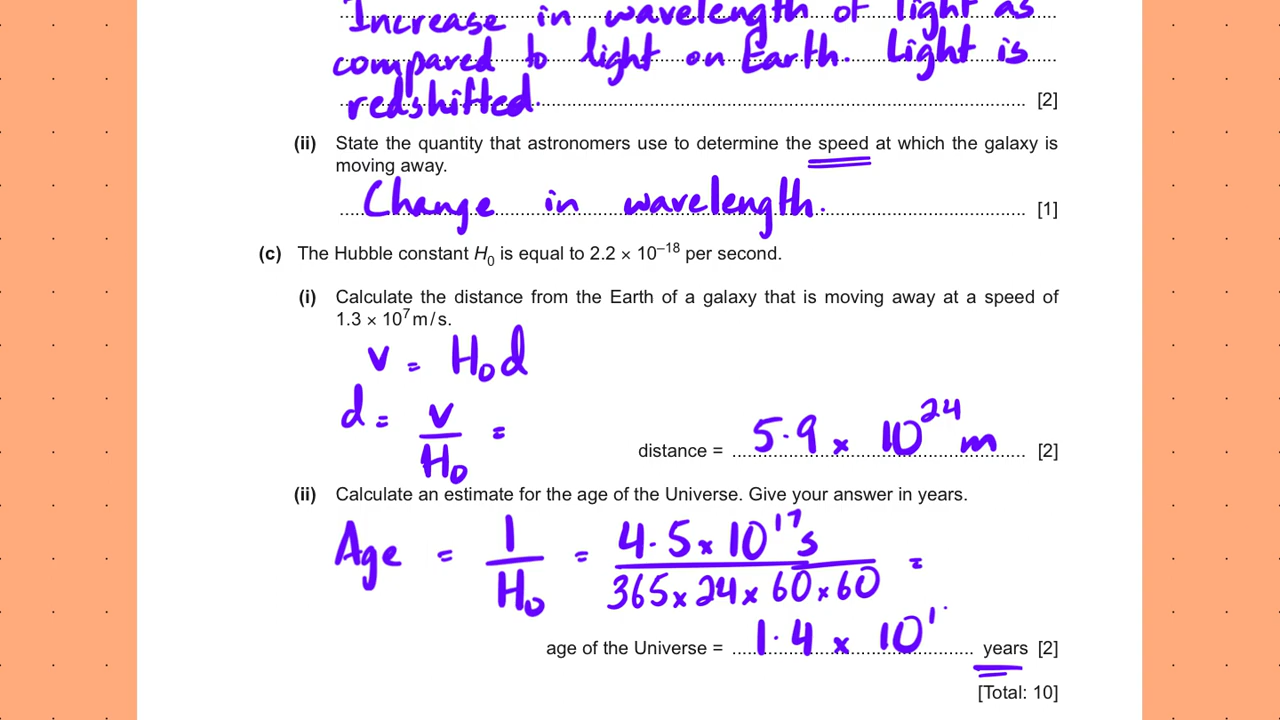 Increase in wavelength of light as
compared to light on Earth. Light is
redshifted. [2]
(ii) State the quantity that astronomers use to determine the speed at which the galaxy is
moving away.
Change in wavelength. [1]
(c) The Hubble constant H₀ is equal to 2.2 × 10⁻¹⁸ per second.
(i) Calculate the distance from the Earth of a galaxy that is moving away at a speed of
1.3 × 10⁷ m/s.
v = H₀d
d = v/H₀ =
distance = 5.9 × 10²⁴ m [2]
(ii) Calculate an estimate for the age of the Universe. Give your answer in years.
Age = 1/H₀ = 4.5 × 10¹⁷ s / 365 × 24 × 60 × 60 =
age of the Universe = 1.4 × 10¹ years [2]
[Total: 10]